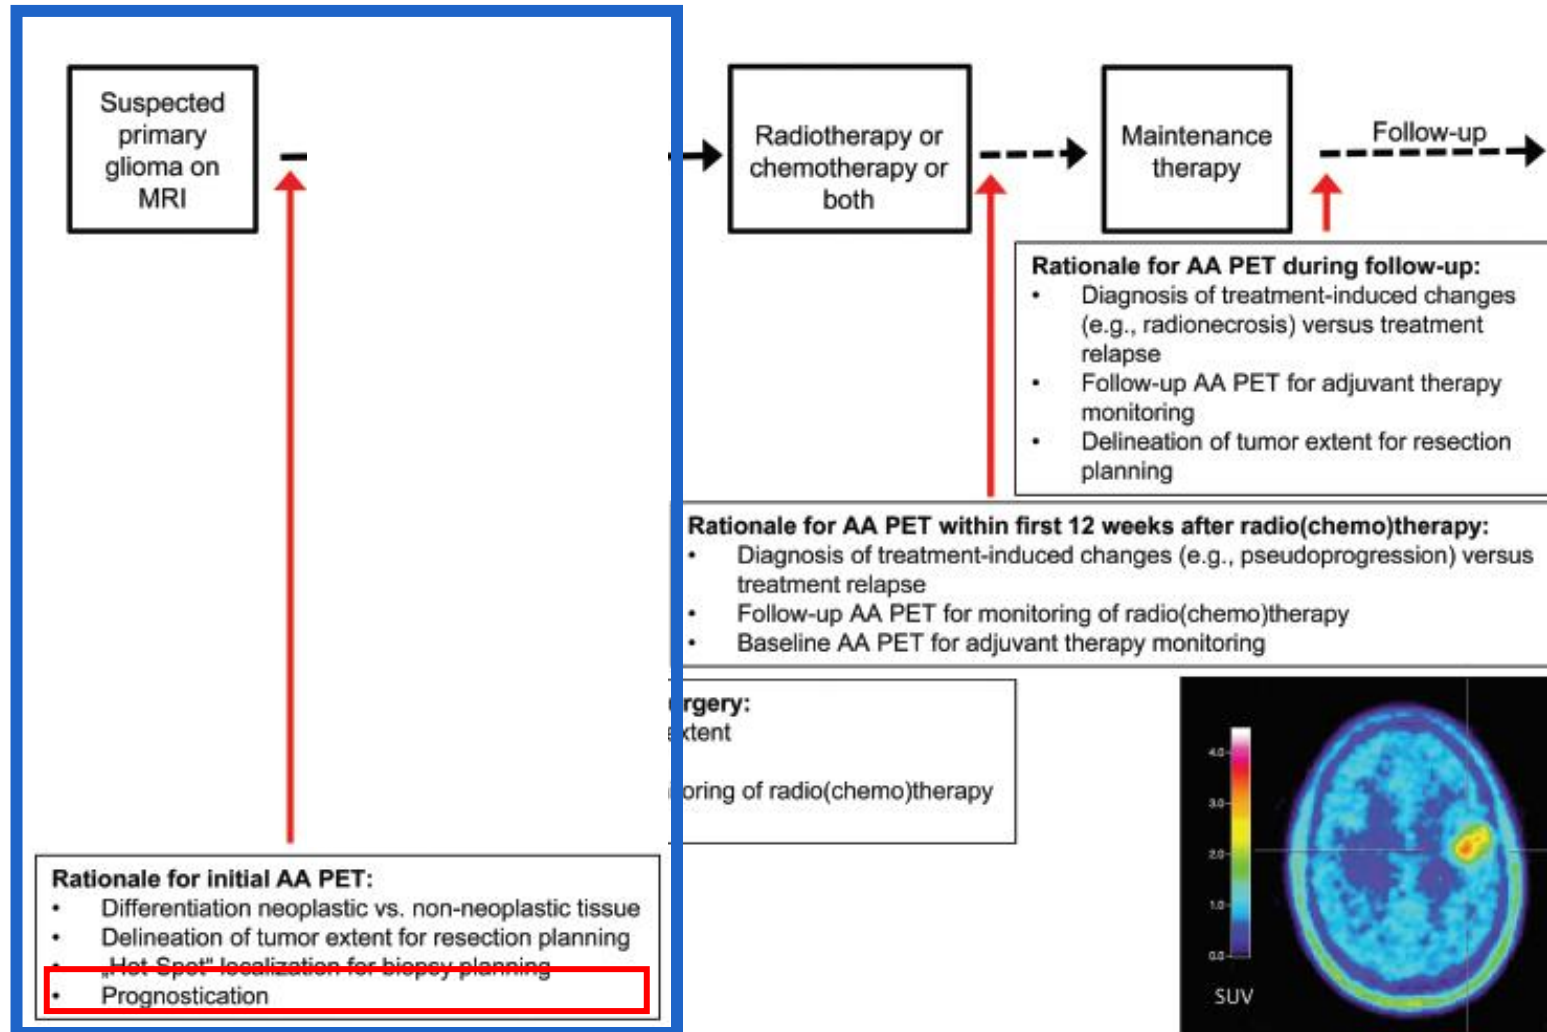 Suspected
primary
glioma on
MRI
Radiotherapy or
chemotherapy or
both
Maintenance
therapy
Follow-up
Rationale for AA PET during follow-up:
• Diagnosis of treatment-induced changes
(e.g., radionecrosis) versus treatment
relapse
• Follow-up AA PET for adjuvant therapy
monitoring
• Delineation of tumor extent for resection
planning
Rationale for AA PET within first 12 weeks after radio(chemo)therapy:
• Diagnosis of treatment-induced changes (e.g., pseudoprogression) versus
treatment relapse
• Follow-up AA PET for monitoring of radio(chemo)therapy
• Baseline AA PET for adjuvant therapy monitoring
rgery:
extent
oring of radio(chemo)therapy
Rationale for initial AA PET:
• Differentiation neoplastic vs. non-neoplastic tissue
• Delineation of tumor extent for resection planning
• „Hot-Spot" localization for biopsy planning
• Prognostication
4.0
3.0
2.0
1.0
0.0
SUV